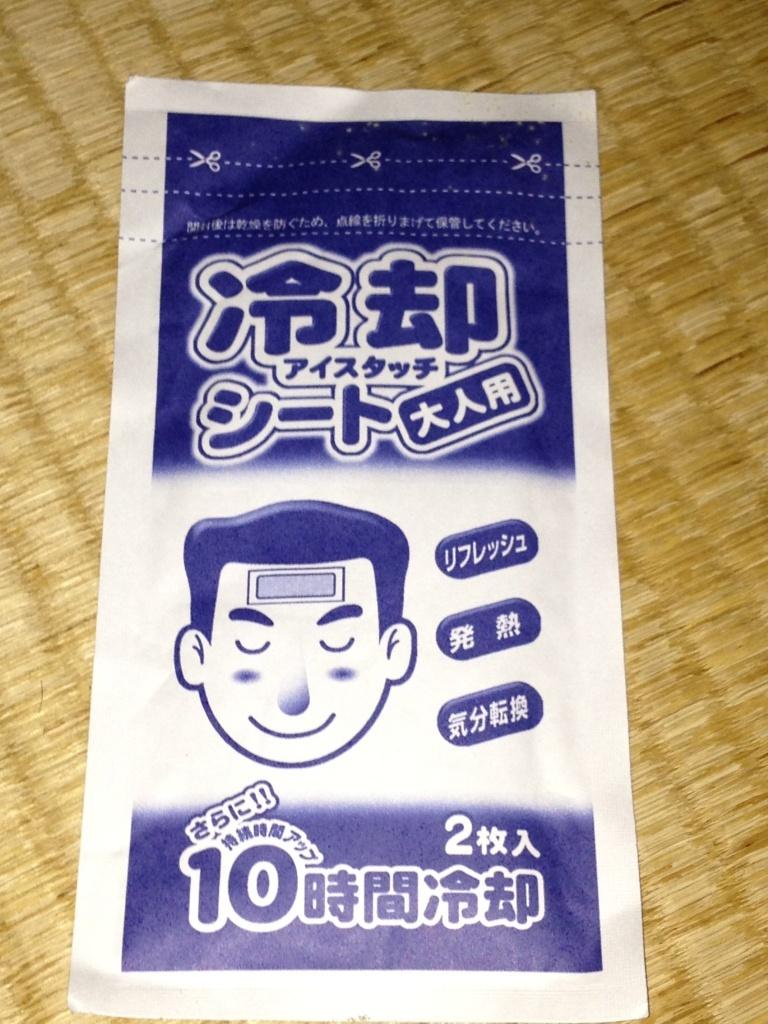 開封後は乾燥を防ぐため、点線を折りまげて保管してください。
冷却
アイスタッチ
シート
大人用
リフレッシュ
発熱
気分転換
さらに!!
持続時間アップ
2枚入
10時間冷却